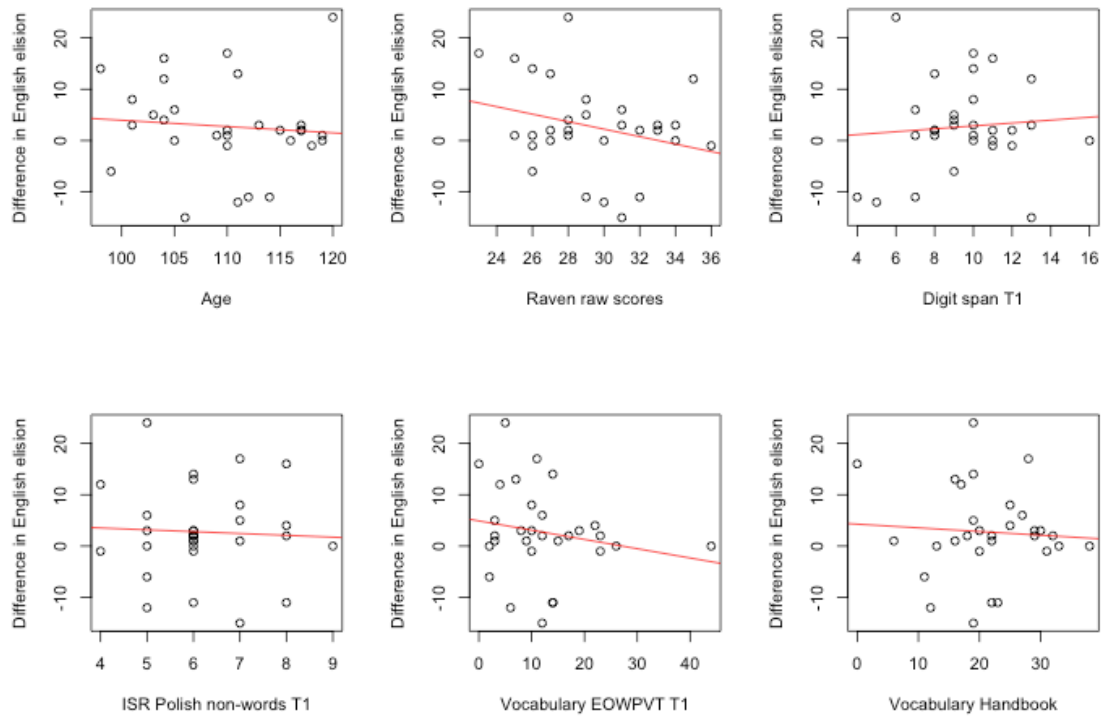 Difference in English elision
20
10
0
-10
100 105 110 115 120
Age
Difference in English elision
20
10
0
-10
24 26 28 30 32 34 36
Raven raw scores
Difference in English elision
20
10
0
-10
4 6 8 10 12 14 16
Digit span T1
Difference in English elision
20
10
0
-10
4 5 6 7 8 9
ISR Polish non-words T1
Difference in English elision
20
10
0
-10
0 10 20 30 40
Vocabulary EOWPVT T1
Difference in English elision
20
10
0
-10
0 10 20 30
Vocabulary Handbook